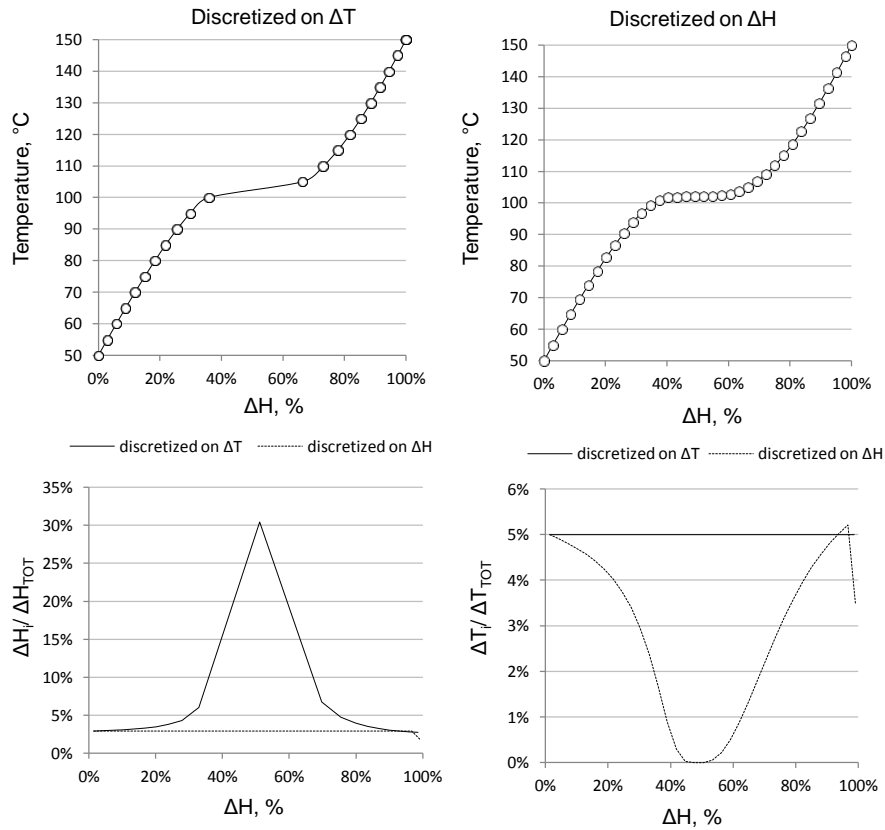 Discretized on ΔT
Temperature, °C
150
140
130
120
110
100
90
80
70
60
50
0% 20% 40% 60% 80% 100%
ΔH, %
Discretized on ΔH
Temperature, °C
150
140
130
120
110
100
90
80
70
60
50
0% 20% 40% 60% 80% 100%
ΔH, %
discretized on ΔT discretized on ΔH
ΔHi/ ΔHTOT
35%
30%
25%
20%
15%
10%
5%
0%
0% 20% 40% 60% 80% 100%
ΔH, %
discretized on ΔT discretized on ΔH
ΔTi/ ΔTTOT
6%
5%
4%
3%
2%
1%
0%
0% 20% 40% 60% 80% 100%
ΔH, %